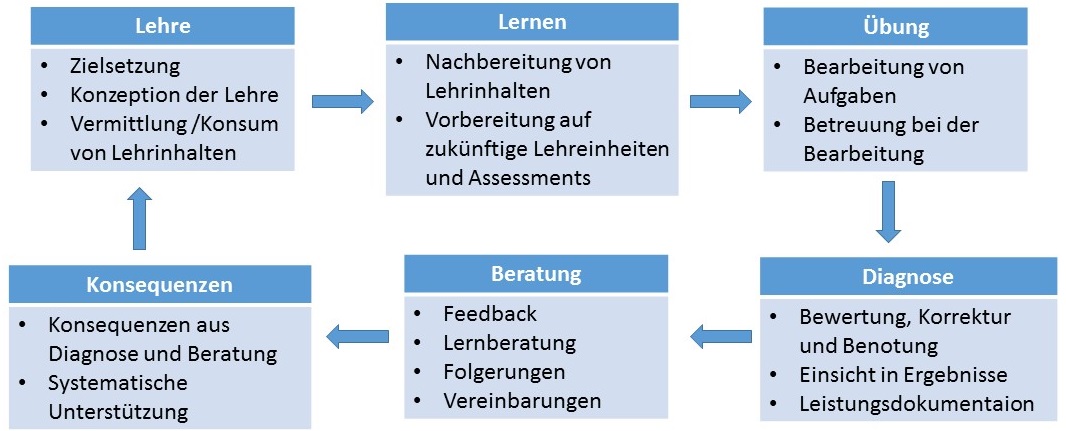 Lehre
• Zielsetzung
• Konzeption der Lehre
• Vermittlung /Konsum
von Lehrinhalten
Lernen
• Nachbereitung von
Lehrinhalten
• Vorbereitung auf
zukünftige Lehreinheiten
und Assessments
Übung
• Bearbeitung von
Aufgaben
• Betreuung bei der
Bearbeitung
Diagnose
• Bewertung, Korrektur
und Benotung
• Einsicht in Ergebnisse
• Leistungsdokumentaion
Beratung
• Feedback
• Lernberatung
• Folgerungen
• Vereinbarungen
Konsequenzen
• Konsequenzen aus
Diagnose und Beratung
• Systematische
Unterstützung